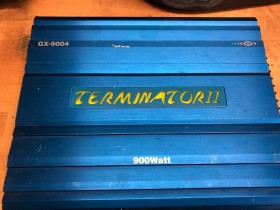 GX-9004
TERMINATOR II
900Watt